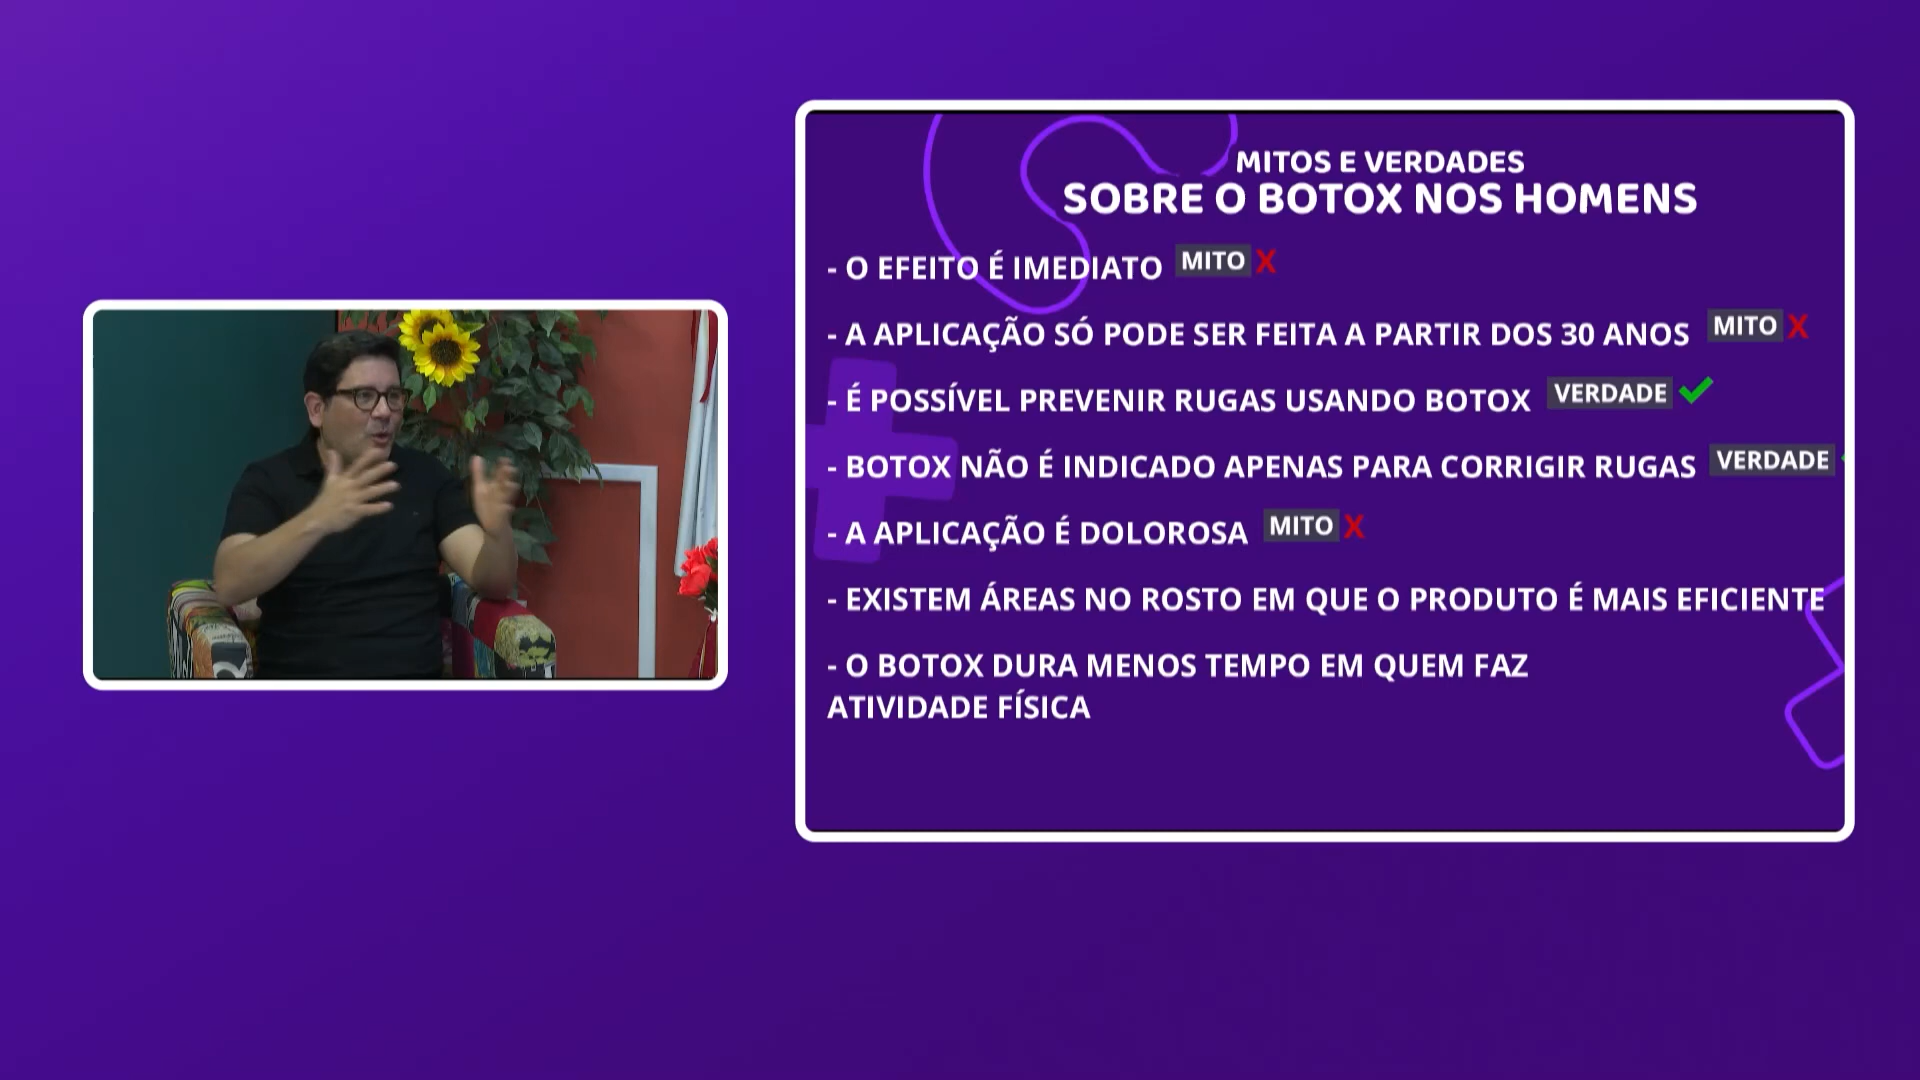 MITOS E VERDADES
SOBRE O BOTOX NOS HOMENS
- O EFEITO É IMEDIATO MITO X
- A APLICAÇÃO SÓ PODE SER FEITA A PARTIR DOS 30 ANOS MITO X
- É POSSÍVEL PREVENIR RUGAS USANDO BOTOX VERDADE ✓
- BOTOX NÃO É INDICADO APENAS PARA CORRIGIR RUGAS VERDADE
- A APLICAÇÃO É DOLOROSA MITO X
- EXISTEM ÁREAS NO ROSTO EM QUE O PRODUTO É MAIS EFICIENTE
- O BOTOX DURA MENOS TEMPO EM QUEM FAZ
ATIVIDADE FÍSICA